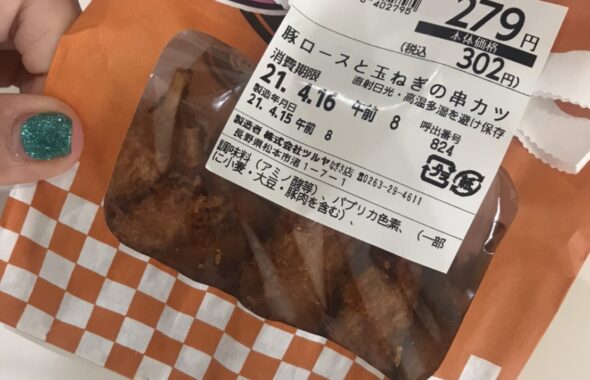 402795
279円
本体価格
(税込 302円)
豚ロースと玉ねぎの串カツ
直射日光・高温多湿を避け保存
消費期限
21. 4.16 午前 8
製造年月日
21. 4.15 午前 8
呼出番号
824
製造者 株式会社ツルヤ
長野県松本市渚1-7-1
☎0263-29-4611
プラ 紙
調味料(アミノ酸等)、パプリカ色素、(一部
に小麦・大豆・豚肉を含む)、